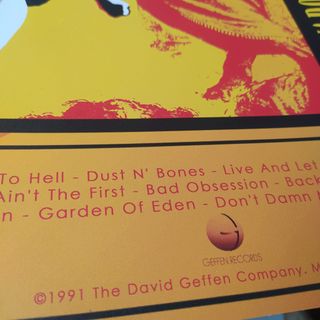 To Hell - Dust N' Bones - Live And Let
Ain't The First - Bad Obsession - Back
n - Garden Of Eden - Don't Damn
GEFFEN RECORDS
©1991 The David Geffen Company, M